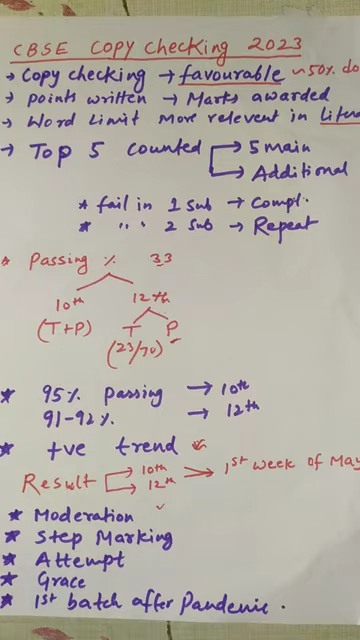 CBSE Copy Checking 2023
→ Copy checking → favourable ~50% do
→ points written → Marks awarded
→ Word Limit More relevent in Litera
→ Top 5 counted → 5 main
→ Additional
* fail in 1 Sub → Compt.
* " " 2 Sub → Repeat
* Passing % 33
10th 12th
(T+P) T P
(23/70)
* 95% passing → 10th
91-92% → 12th
* +ve trend
Result → 10th → 12th → 1st week of May
* Moderation
* Step Marking
* Attempt
* Grace
* 1st batch after Pandemic.